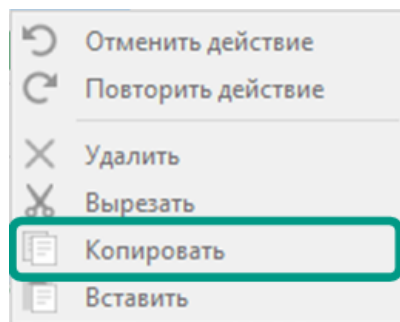 Отменить действие
Повторить действие
Удалить
Вырезать
Копировать
Вставить